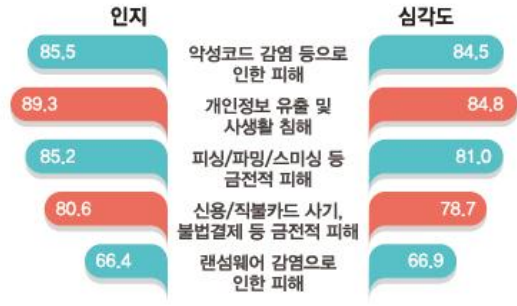 인지
심각도
85.5
악성코드 감염 등으로
인한 피해
84.5
89.3
개인정보 유출 및
사생활 침해
84.8
85.2
피싱/파밍/스미싱 등
금전적 피해
81.0
80.6
신용/직불카드 사기,
불법결제 등 금전적 피해
78.7
66.4
랜섬웨어 감염으로
인한 피해
66.9